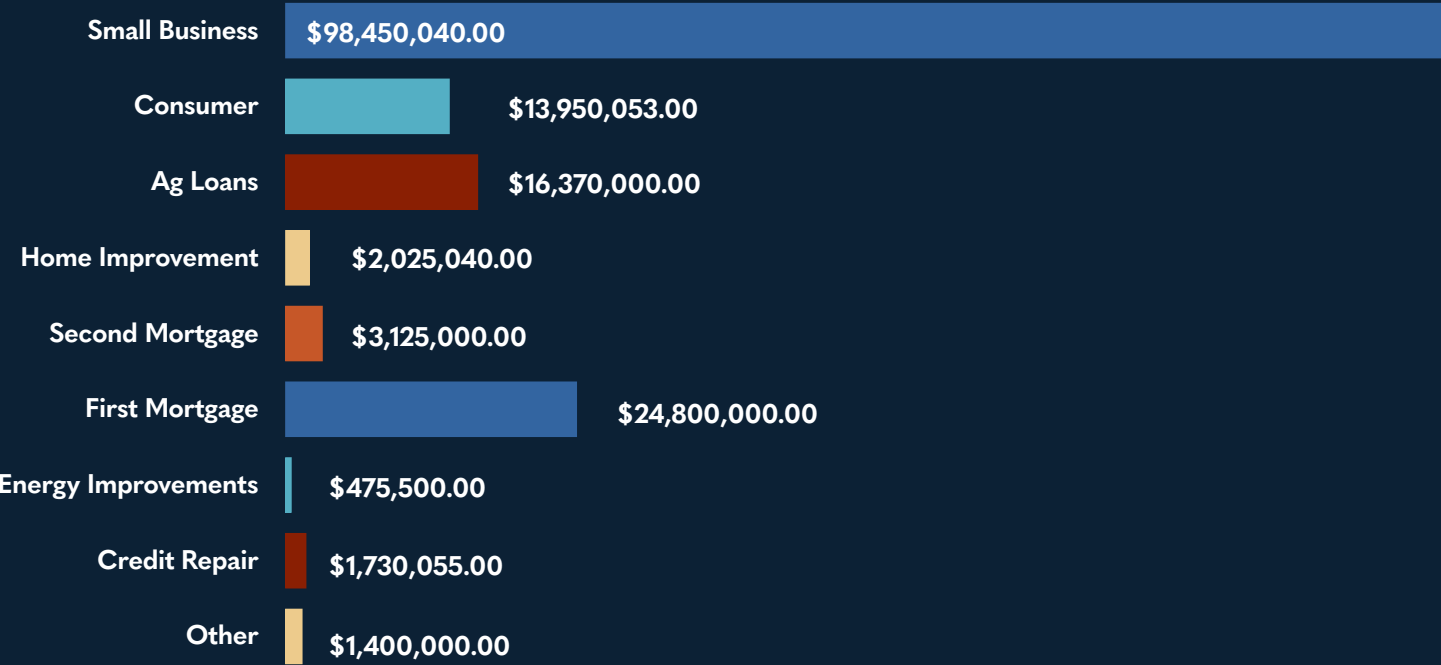 Small Business $98,450,040.00
Consumer $13,950,053.00
Ag Loans $16,370,000.00
Home Improvement $2,025,040.00
Second Mortgage $3,125,000.00
First Mortgage $24,800,000.00
Energy Improvements $475,500.00
Credit Repair $1,730,055.00
Other $1,400,000.00